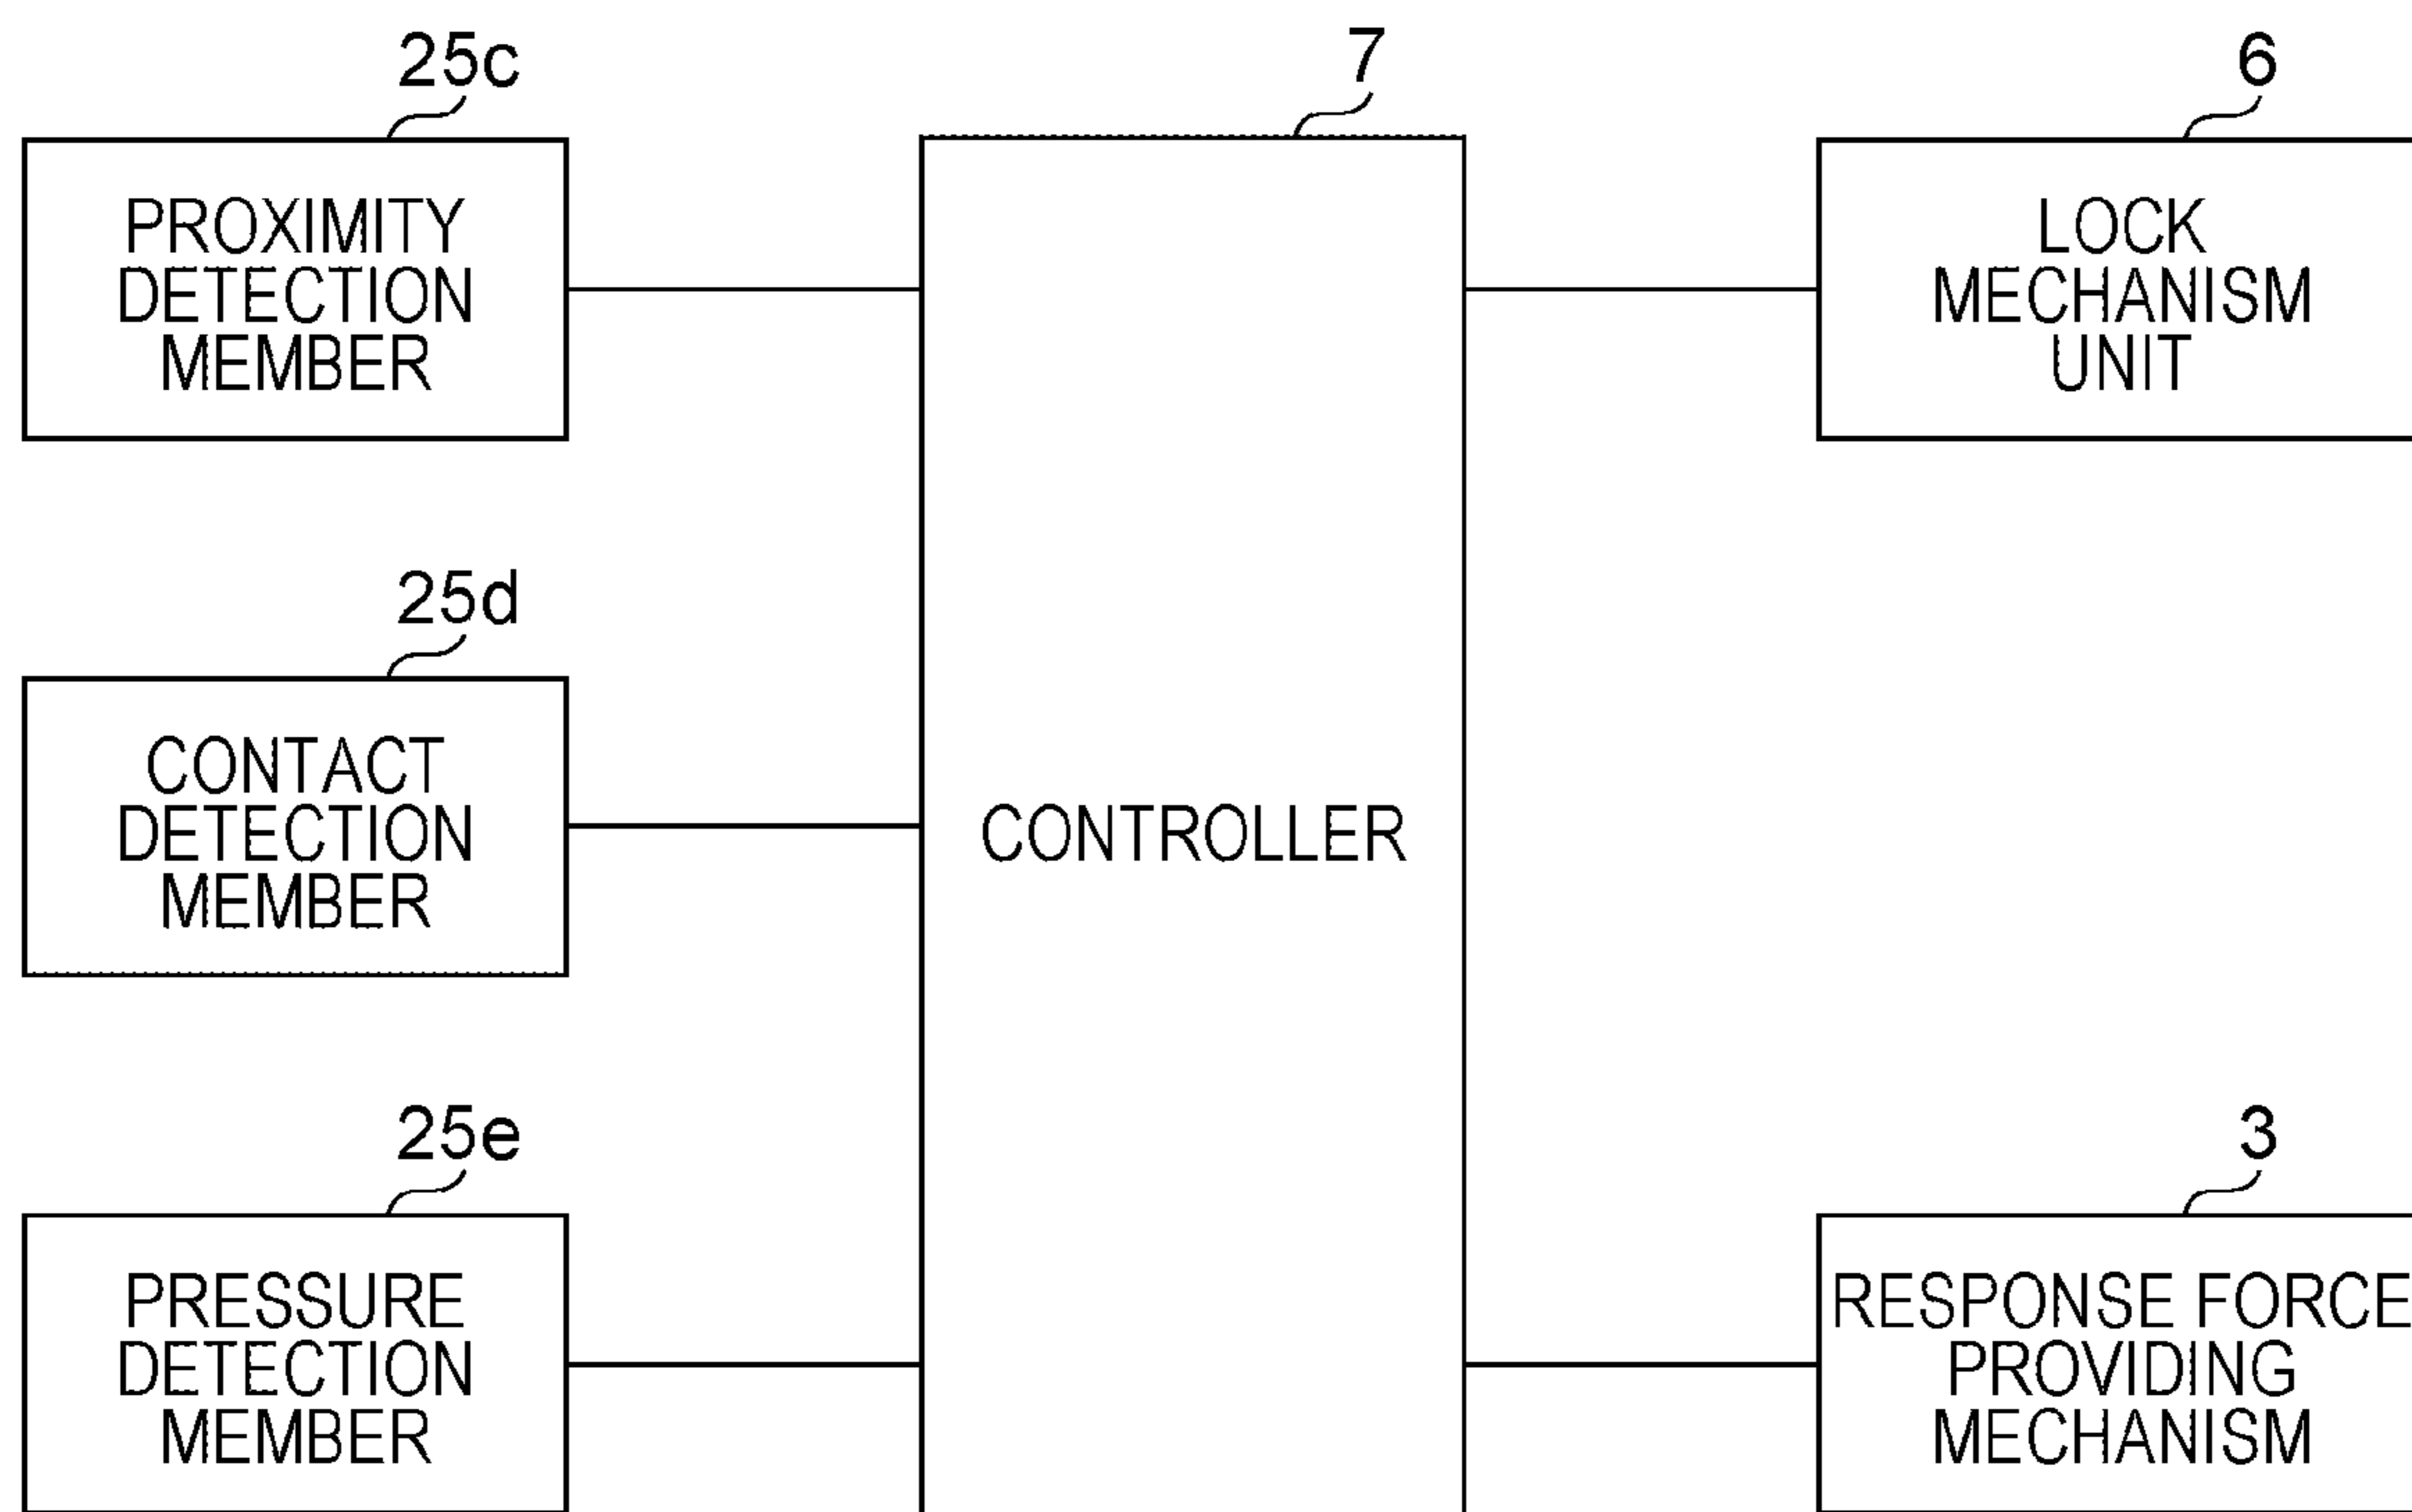 25c
PROXIMITY
DETECTION
MEMBER
25d
CONTACT
DETECTION
MEMBER
25e
PRESSURE
DETECTION
MEMBER
7
CONTROLLER
6
LOCK
MECHANISM
UNIT
3
RESPONSE FORCE
PROVIDING
MECHANISM